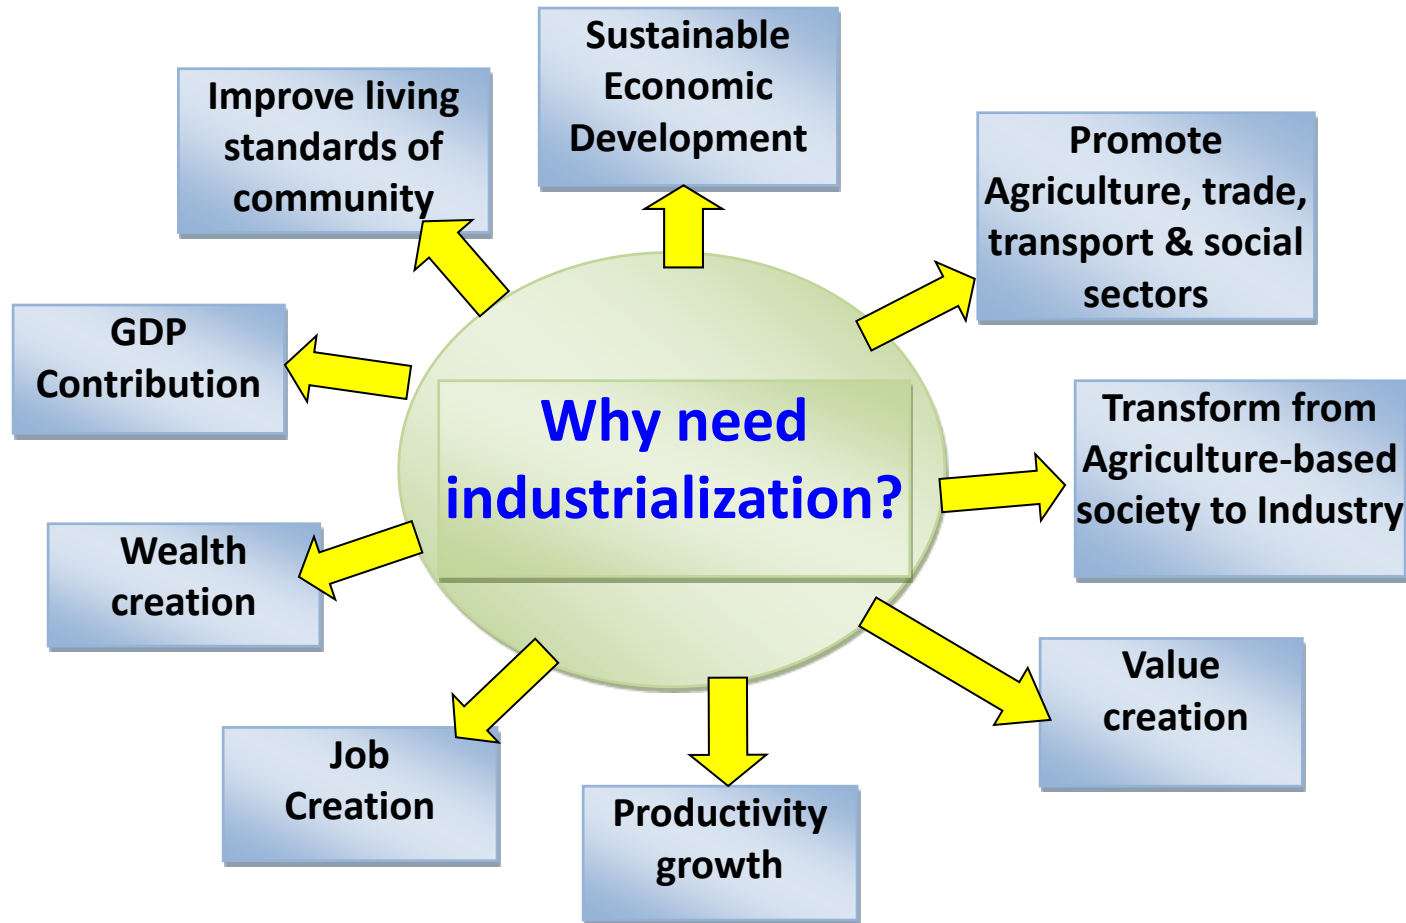 Sustainable
Economic
Development
Improve living
standards of
community
Promote
Agriculture, trade,
transport & social
sectors
GDP
Contribution
Why need
industrialization?
Transform from
Agriculture-based
society to Industry
Wealth
creation
Value
creation
Job
Creation
Productivity
growth